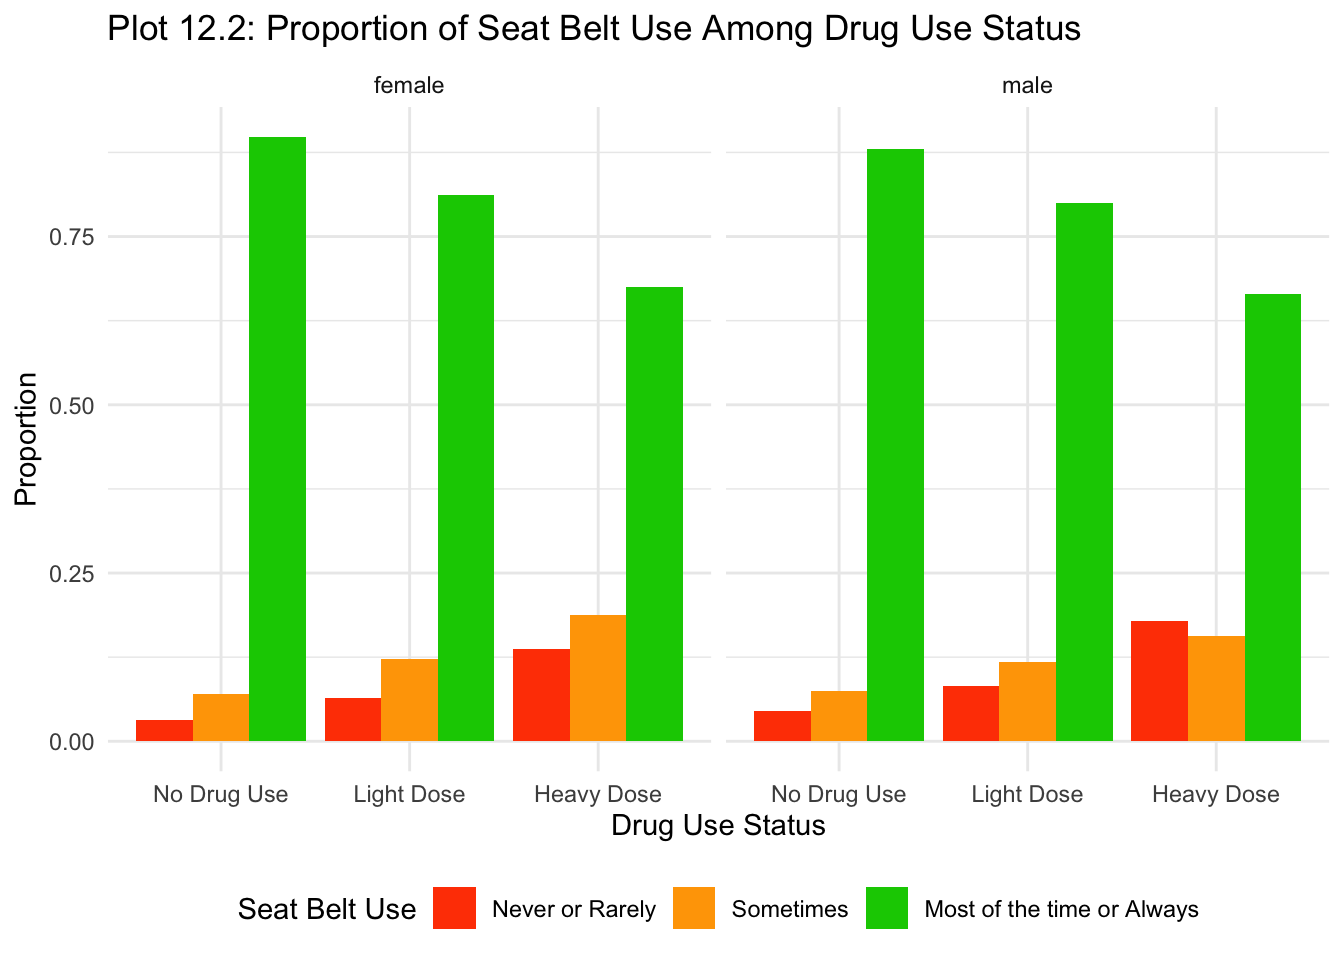 Plot 12.2: Proportion of Seat Belt Use Among Drug Use Status
female male
0.75
0.50
0.25
0.00
Proportion
No Drug Use Light Dose Heavy Dose No Drug Use Light Dose Heavy Dose
Drug Use Status
Seat Belt Use Never or Rarely Sometimes Most of the time or Always